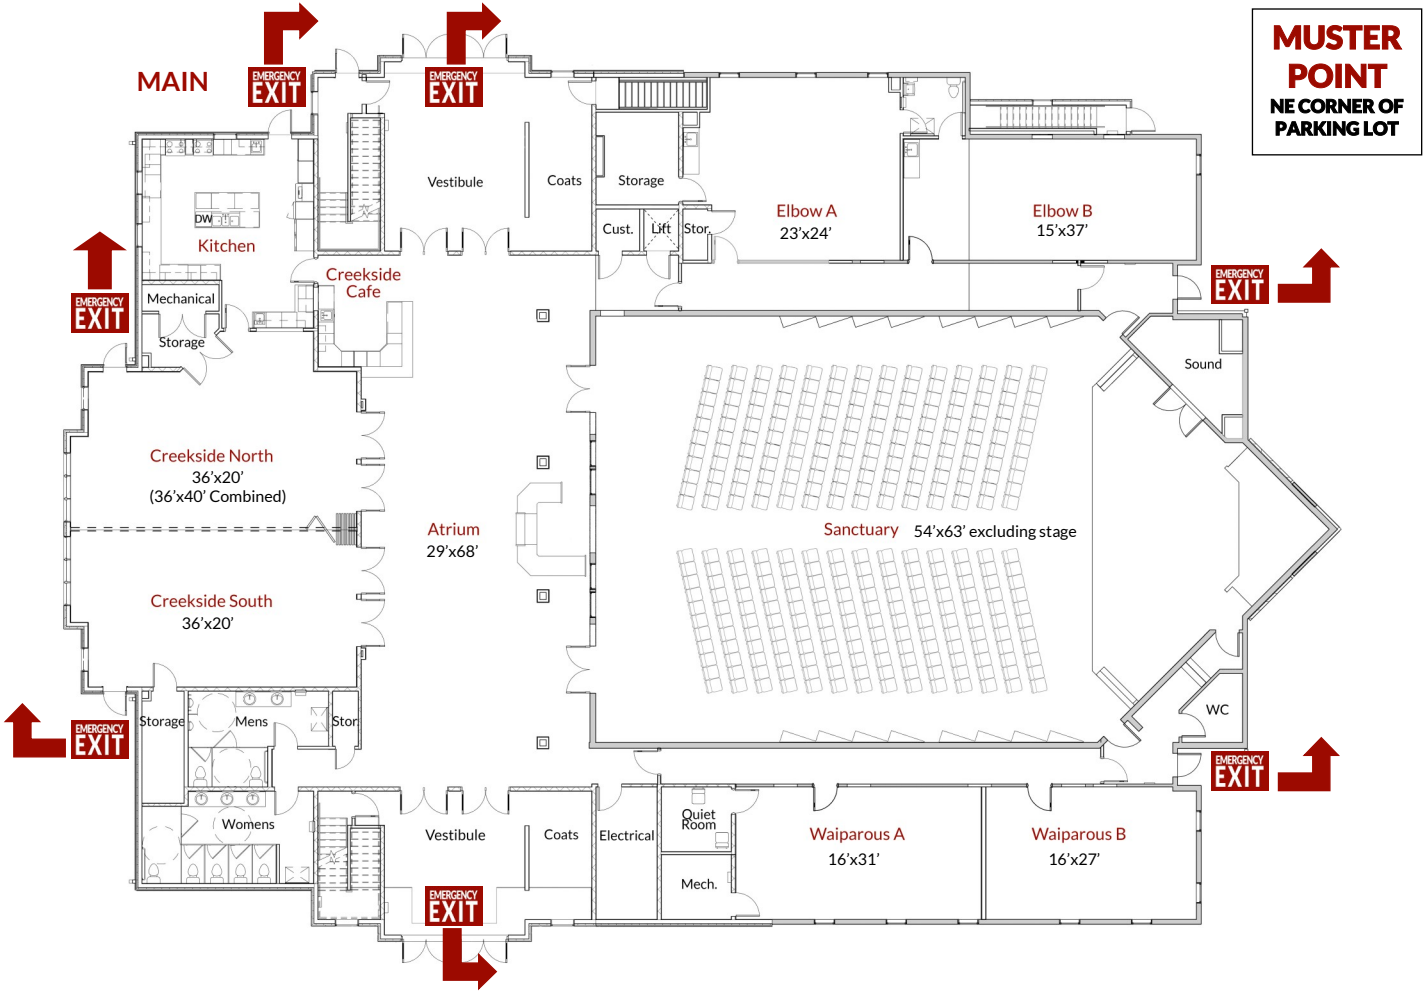 MUSTER
POINT
NE CORNER OF
PARKING LOT
MAIN
EMERGENCY
EXIT
EMERGENCY
EXIT
Vestibule
Coats
Storage
Elbow A
23’x24’
Elbow B
15’x37’
DW
Kitchen
Cust.
Lift
Stor.
Creekside
Cafe
EMERGENCY
EXIT
EMERGENCY
EXIT
Mechanical
Storage
Sound
Creekside North
36’x20’
(36’x40’ Combined)
Atrium
29’x68’
Sanctuary 54’x63’ excluding stage
Creekside South
36’x20’
Storage
Mens
Stor.
WC
EMERGENCY
EXIT
EMERGENCY
EXIT
Womens
Vestibule
Coats
Electrical
Quiet
Room
Waiparous A
16’x31’
Waiparous B
16’x27’
Mech.
EMERGENCY
EXIT